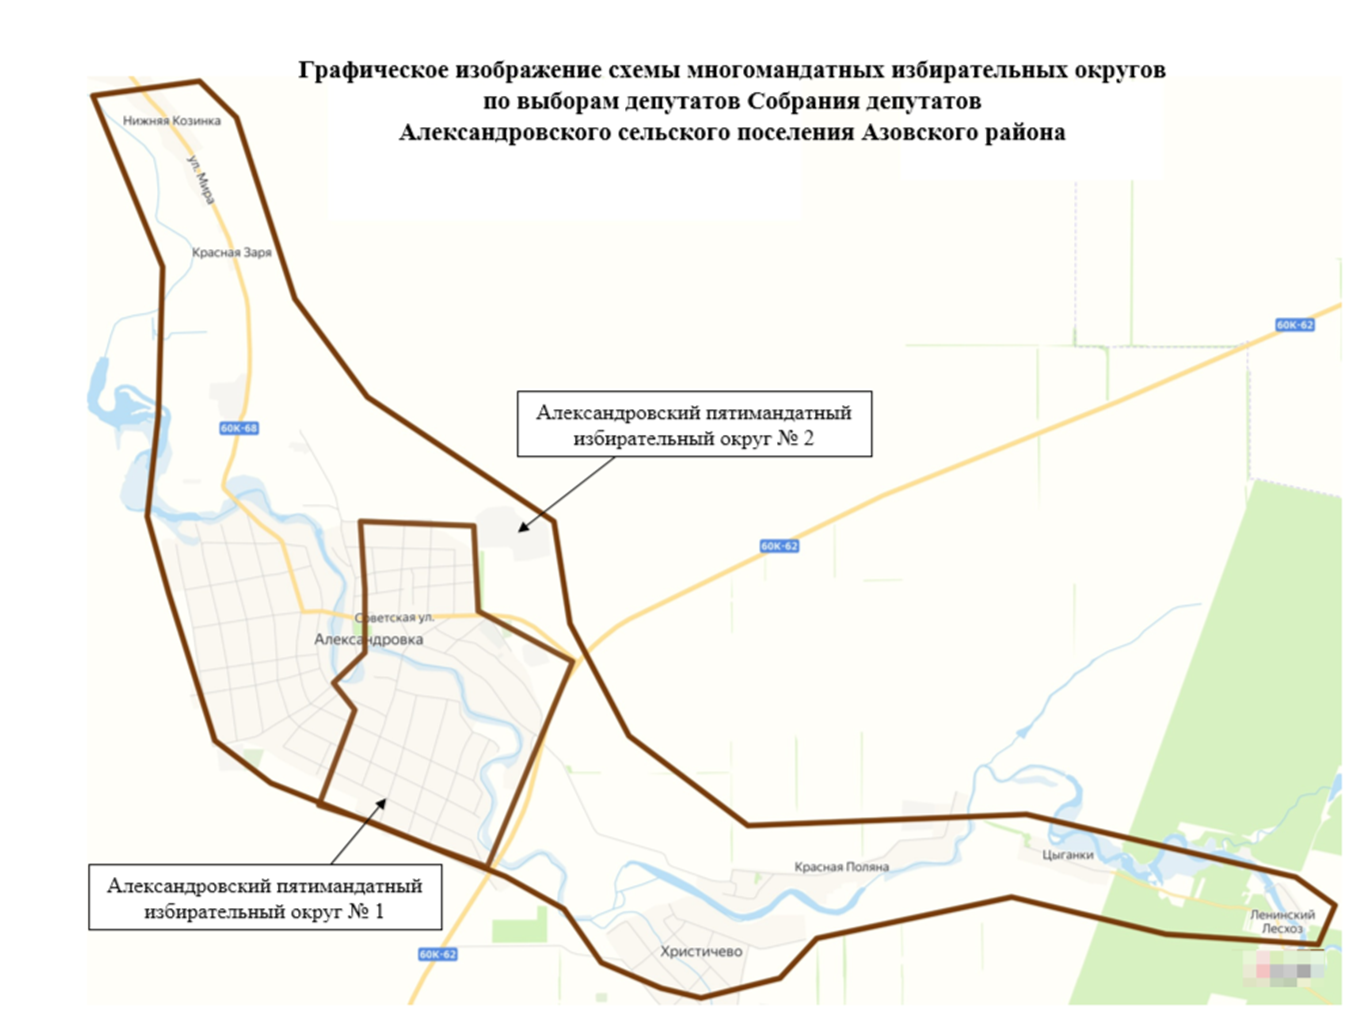 Графическое изображение схемы многомандатных избирательных округов
по выборам депутатов Собрания депутатов
Александровского сельского поселения Азовского района
Нижняя Козинка
ул. Мира
Красная Заря
60К-62
Александровский пятимандатный
избирательный округ № 2
60К-68
60К-62
Советская ул.
Александровка
Цыганки
Красная Поляна
Александровский пятимандатный
избирательный округ № 1
Ленинский
Лесхоз
Христичево
60К-62